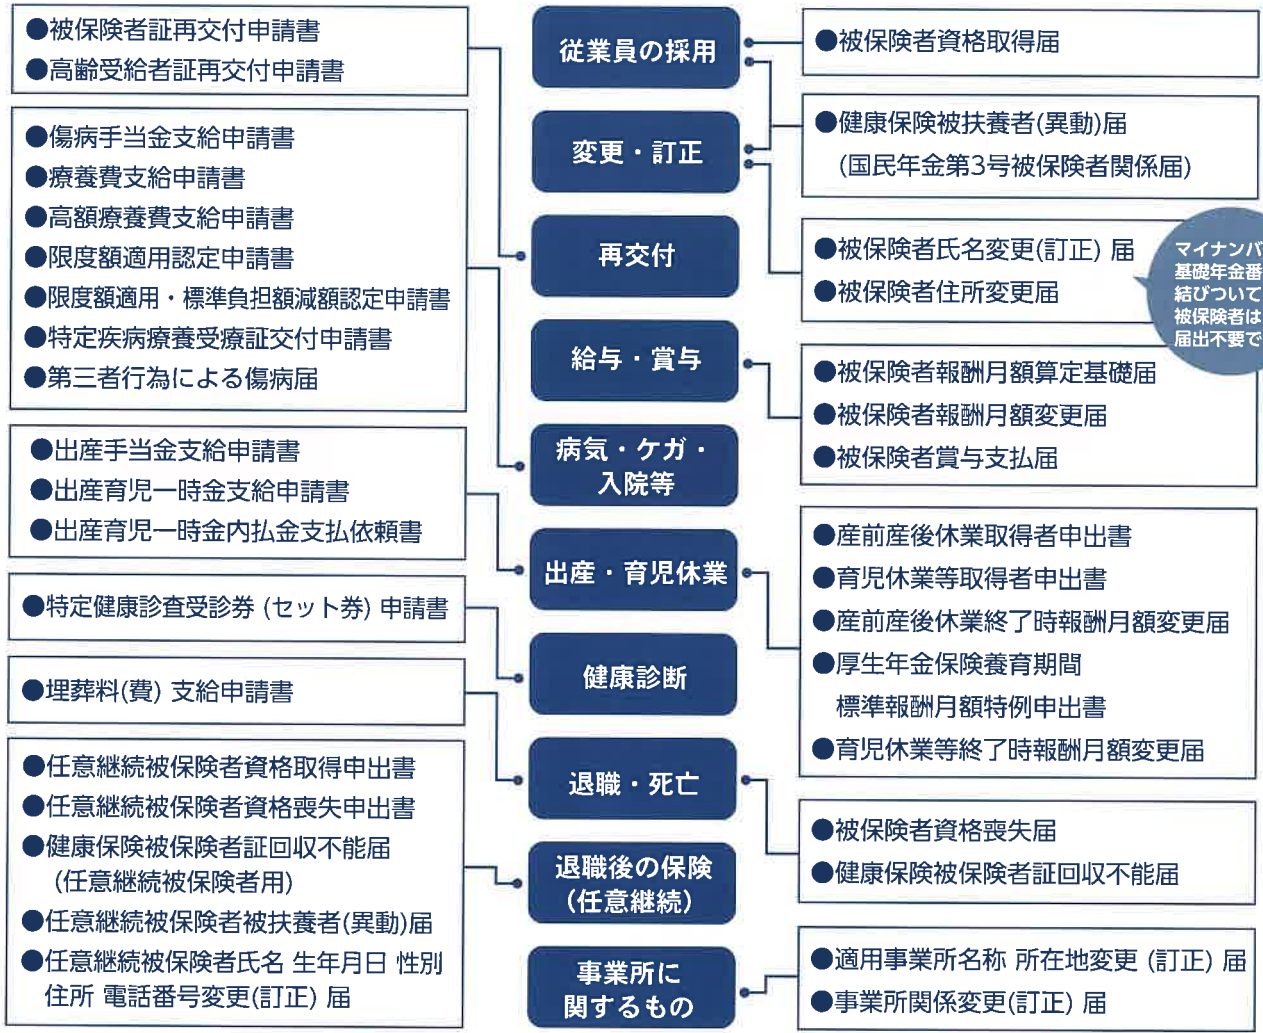 ●被保険者証再交付申請書
●高齢受給者証再交付申請書
●傷病手当金支給申請書
●療養費支給申請書
●高額療養費支給申請書
●限度額適用認定申請書
●限度額適用・標準負担額減額認定申請書
●特定疾病療養受療証交付申請書
●第三者行為による傷病届
●出産手当金支給申請書
●出産育児一時金支給申請書
●出産育児一時金内払金支払依頼書
●特定健康診査受診券 (セット券) 申請書
●埋葬料(費) 支給申請書
●任意継続被保険者資格取得申出書
●任意継続被保険者資格喪失申出書
●健康保険被保険者証回収不能届
(任意継続被保険者用)
●任意継続被保険者被扶養者(異動)届
●任意継続被保険者氏名 生年月日 性別
住所 電話番号変更(訂正) 届
従業員の採用
変更・訂正
再交付
給与・賞与
病気・ケガ・
入院等
出産・育児休業
健康診断
退職・死亡
退職後の保険
(任意継続)
事業所に
関するもの
●被保険者資格取得届
●健康保険被扶養者(異動)届
(国民年金第3号被保険者関係届)
●被保険者氏名変更(訂正) 届
●被保険者住所変更届
マイナンバ
基礎年金番
結びついて
被保険者は
届出不要で
●被保険者報酬月額算定基礎届
●被保険者報酬月額変更届
●被保険者賞与支払届
●産前産後休業取得者申出書
●育児休業等取得者申出書
●産前産後休業終了時報酬月額変更届
●厚生年金保険養育期間
標準報酬月額特例申出書
●育児休業等終了時報酬月額変更届
●被保険者資格喪失届
●健康保険被保険者証回収不能届
●適用事業所名称 所在地変更 (訂正) 届
●事業所関係変更(訂正) 届